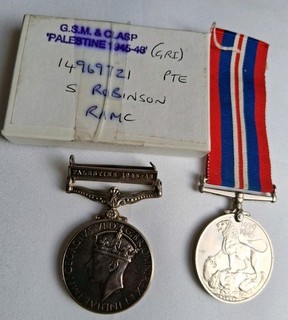 G.S.M. & CLASP
'PALESTINE 1945-48' (GRI)
14969721 PTE
S ROBINSON
RAMC
PALESTINE 1945-48